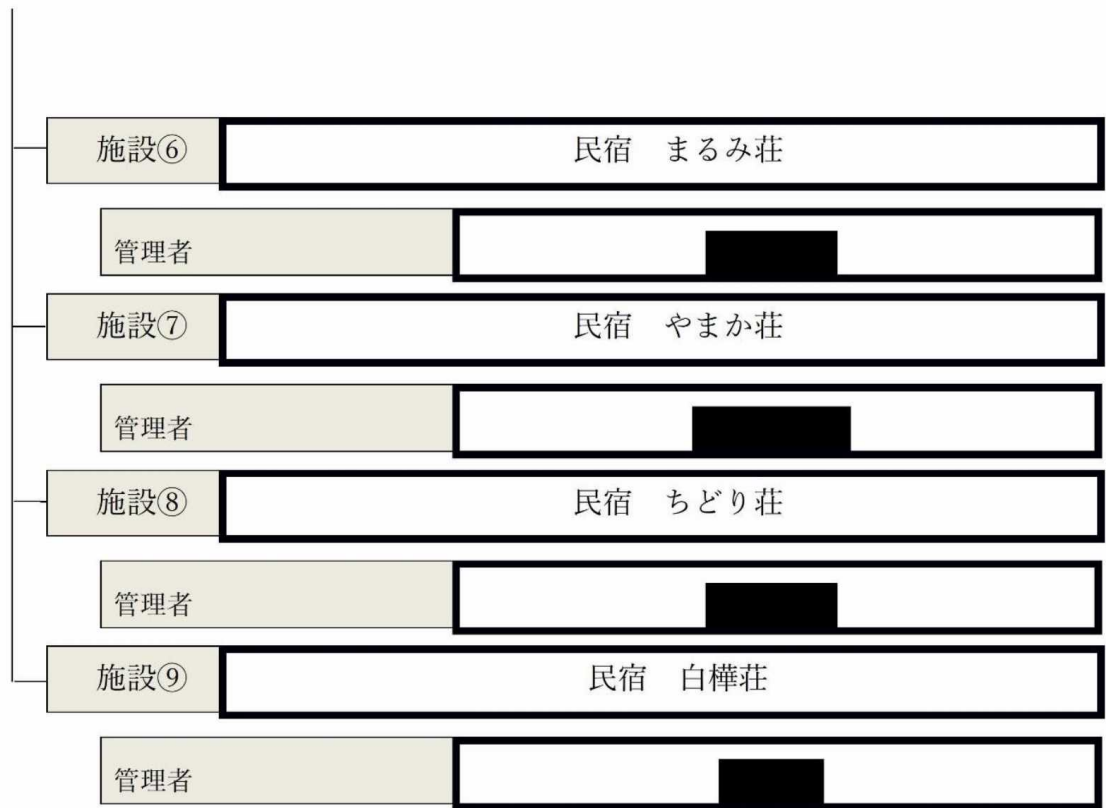 施設⑥ 民宿　まるみ荘
管理者
施設⑦ 民宿　やまか荘
管理者
施設⑧ 民宿　ちどり荘
管理者
施設⑨ 民宿　白樺荘
管理者